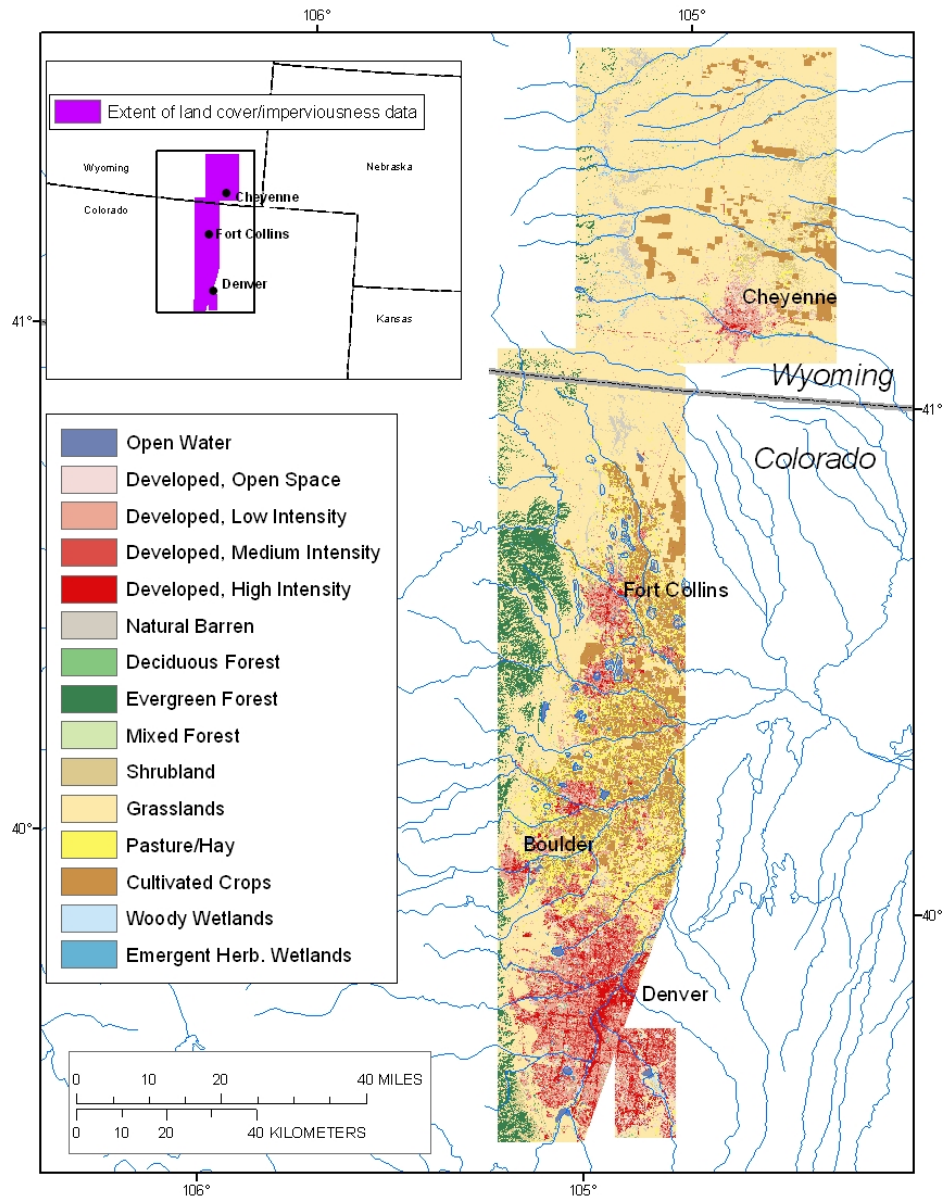 106°
105°
Extent of land cover/imperviousness data
Wyoming
Nebraska
Cheyenne
Colorado
Fort Collins
Denver
Kansas
41°
Cheyenne
Wyoming
41°
Colorado
Open Water
Developed, Open Space
Developed, Low Intensity
Developed, Medium Intensity
Developed, High Intensity
Natural Barren
Deciduous Forest
Evergreen Forest
Mixed Forest
Shrubland
Grasslands
Pasture/Hay
Cultivated Crops
Woody Wetlands
Emergent Herb. Wetlands
Fort Collins
40°
Boulder
40°
Denver
0 10 20 40 MILES
0 10 20 40 KILOMETERS
106°
105°